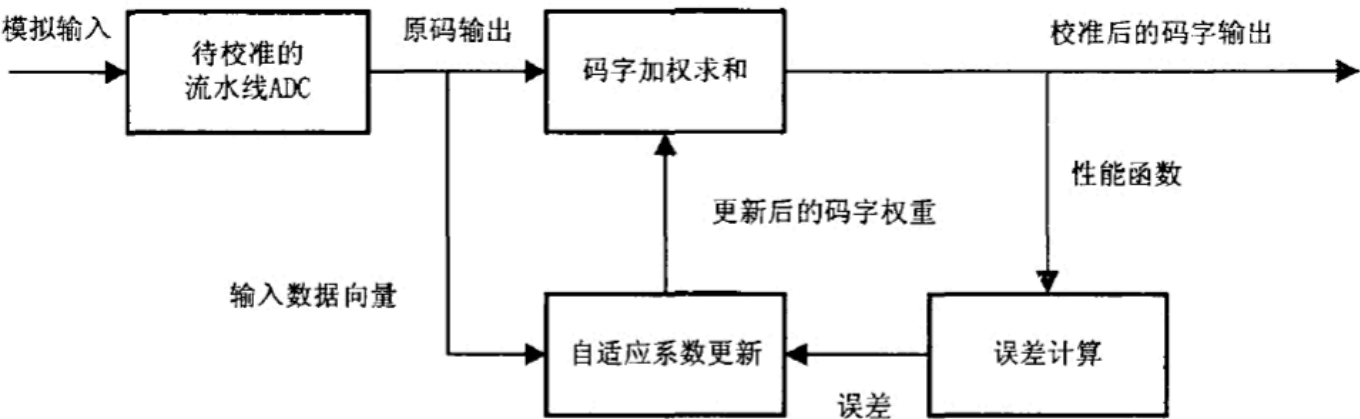 模拟输入
待校准的
流水线ADC
原码输出
码字加权求和
校准后的码字输出
性能函数
更新后的码字权重
输入数据向量
自适应系数更新
误差计算
误差